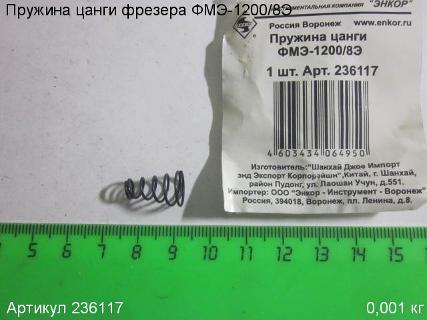 Пружина цанги фрезера ФМЭ-1200/8Э
ИНСТРУМЕНТАЛЬНАЯ КОМПАНИЯ "ЭНКОР"
Россия Воронеж www.enkor.ru
Пружина цанги
ФМЭ-1200/8Э
1 шт. Арт. 236117
4 603434 064950
Изготовитель:"Шанхай Джое Импорт
энд Экспорт Корпорейшн",Китай, г. Шанхай,
район Пудонг, ул. Лаошан Учун, д.551.
Импортер: ООО "Энкор - Инструмент - Воронеж"
Россия, 394018, Воронеж, пл. Ленина, д.8.
5 6 7 8 9 10 11 12 13 14 15
Артикул 236117
0,001 кг